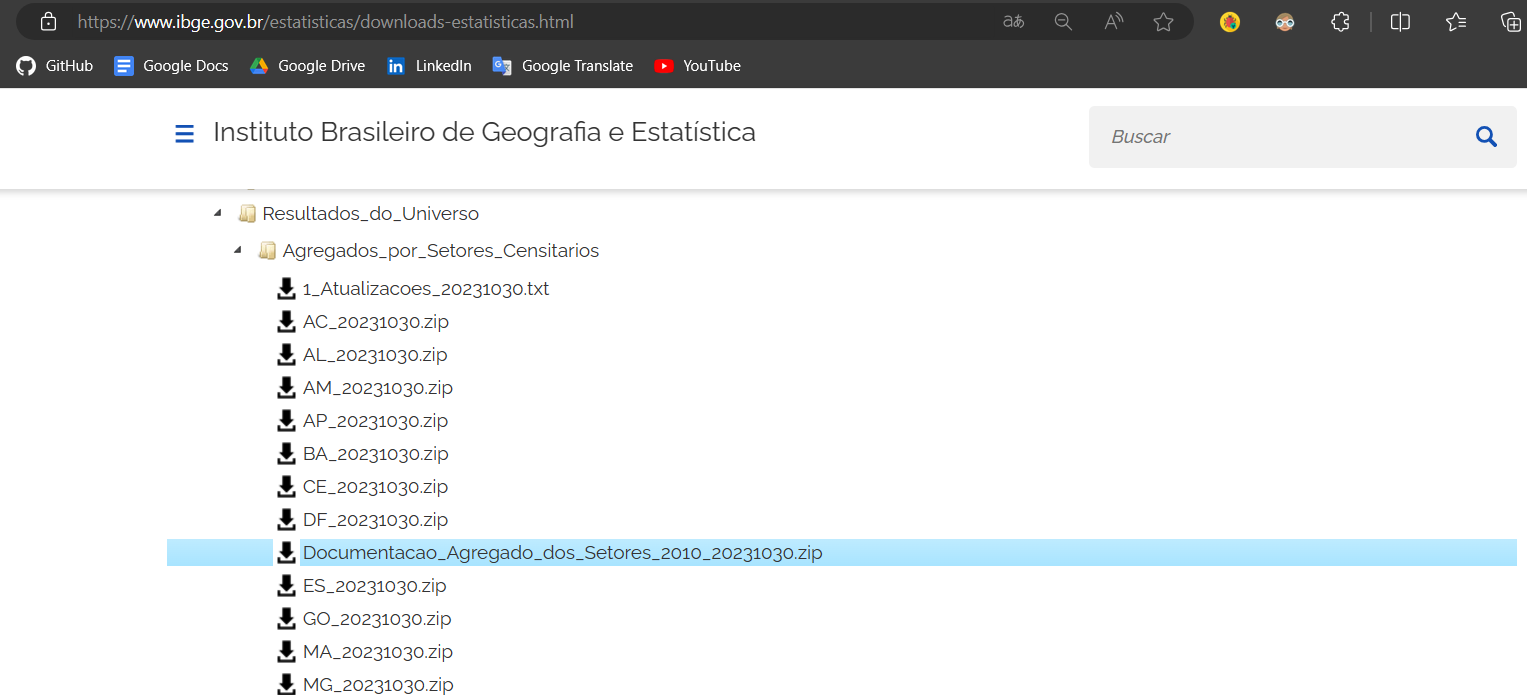 https://www.ibge.gov.br/estatisticas/downloads-estatisticas.html aあ A
GitHub Google Docs Google Drive LinkedIn Google Translate YouTube
Instituto Brasileiro de Geografia e Estatística Buscar
Resultados_do_Universo
Agregados_por_Setores_Censitarios
1_Atualizacoes_20231030.txt
AC_20231030.zip
AL_20231030.zip
AM_20231030.zip
AP_20231030.zip
BA_20231030.zip
CE_20231030.zip
DF_20231030.zip
Documentacao_Agregado_dos_Setores_2010_20231030.zip
ES_20231030.zip
GO_20231030.zip
MA_20231030.zip
MG_20231030.zip